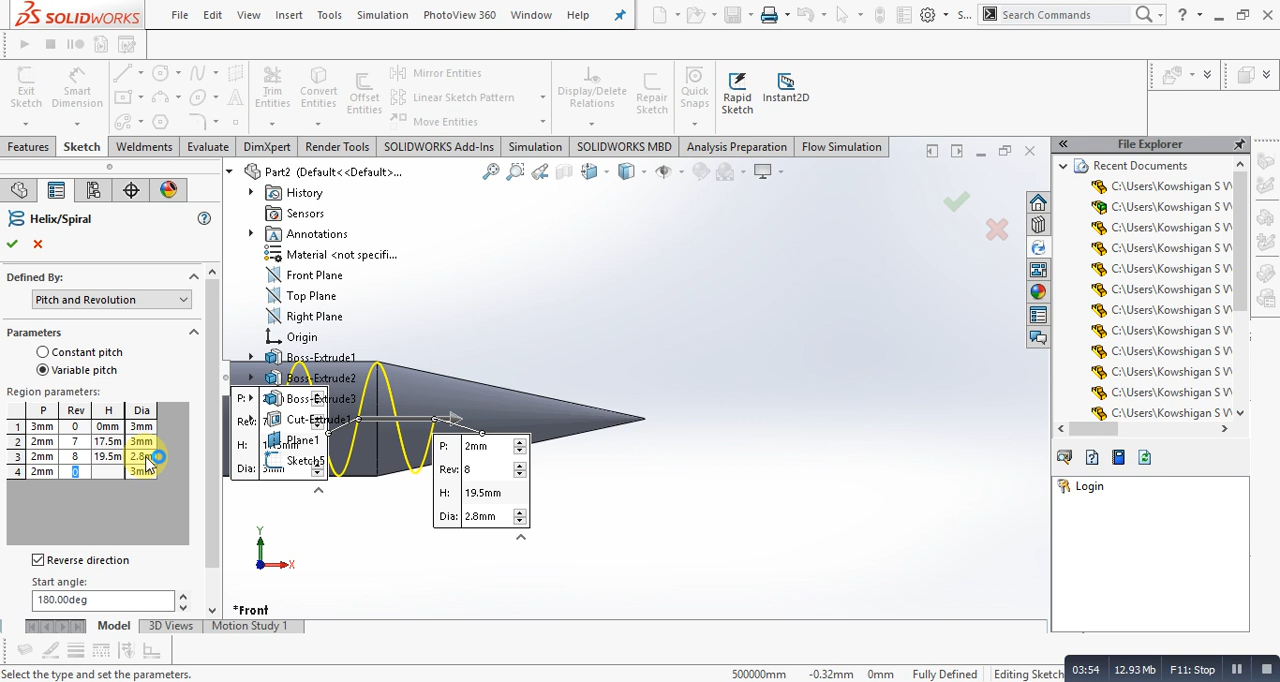 SOLIDWORKS File Edit View Insert Tools Simulation PhotoView 360 Window Help S... Search Commands ?
Exit Sketch Smart Dimension Trim Entities Convert Entities Offset Entities Mirror Entities Linear Sketch Pattern Move Entities Display/Delete Relations Repair Sketch Quick Snaps Rapid Sketch Instant2D
Features Sketch Weldments Evaluate DimXpert Render Tools SOLIDWORKS Add-Ins Simulation SOLIDWORKS MBD Analysis Preparation Flow Simulation File Explorer
Part2 (Default<<Default>...
History
Sensors
Annotations
Material <not specifi...
Front Plane
Top Plane
Right Plane
Origin
Boss-Extrude1
Boss-Extrude2
Boss-Extrude3
Cut-Extrude1
Plane1
Sketch5
Helix/Spiral
Defined By:
Pitch and Revolution
Parameters
Constant pitch
Variable pitch
Region parameters:
P Rev H Dia
1 3mm 0 0mm 3mm
2 2mm 7 17.5m 3mm
3 2mm 8 19.5m 2.8m
4 2mm 0 3mm
Reverse direction
Start angle:
180.00deg
P:
Rev: 7
H:
Dia:
P: 2mm
Rev: 8
H: 19.5mm
Dia: 2.8mm
Y
X
*Front
Recent Documents
C:\Users\Kowshigan S V
C:\Users\Kowshigan S V
C:\Users\Kowshigan S V
C:\Users\Kowshigan S V
C:\Users\Kowshigan S V
C:\Users\Kowshigan S V
C:\Users\Kowshigan S V
C:\Users\Kowshigan S V
C:\Users\Kowshigan S V
C:\Users\Kowshigan S V
C:\Users\Kowshigan S V
C:\Users\Kowshigan S V
Login
Model 3D Views Motion Study 1
Select the type and set the parameters. 500000mm -0.32mm 0mm Fully Defined Editing Sketch
03:54 12.93 Mb F11: Stop